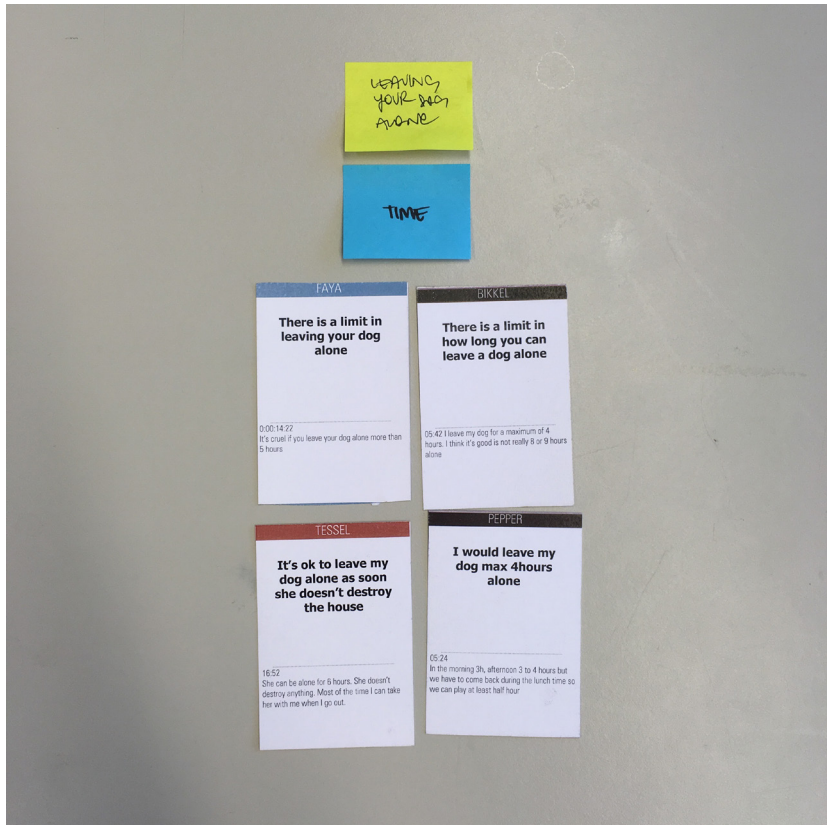 LEAVING
YOUR DOG
ALONE
TIME
FAYA
There is a limit in
leaving your dog
alone
0:00:14:22
It's cruel if you leave your dog alone more than
5 hours
BIKKEL
There is a limit in
how long you can
leave a dog alone
05:42 I leave my dog for a maximum of 4
hours. I think it's good is not really 8 or 9 hours
alone
TESSEL
It's ok to leave my
dog alone as soon
she doesn't destroy
the house
16:52
She can be alone for 6 hours. She doesn't
destroy anything. Most of the time I can take
her with me when I go out.
PEPPER
I would leave my
dog max 4hours
alone
05:24
In the morning 3h, afternoon 3 to 4 hours but
we have to come back during the lunch time so
we can play at least half hour